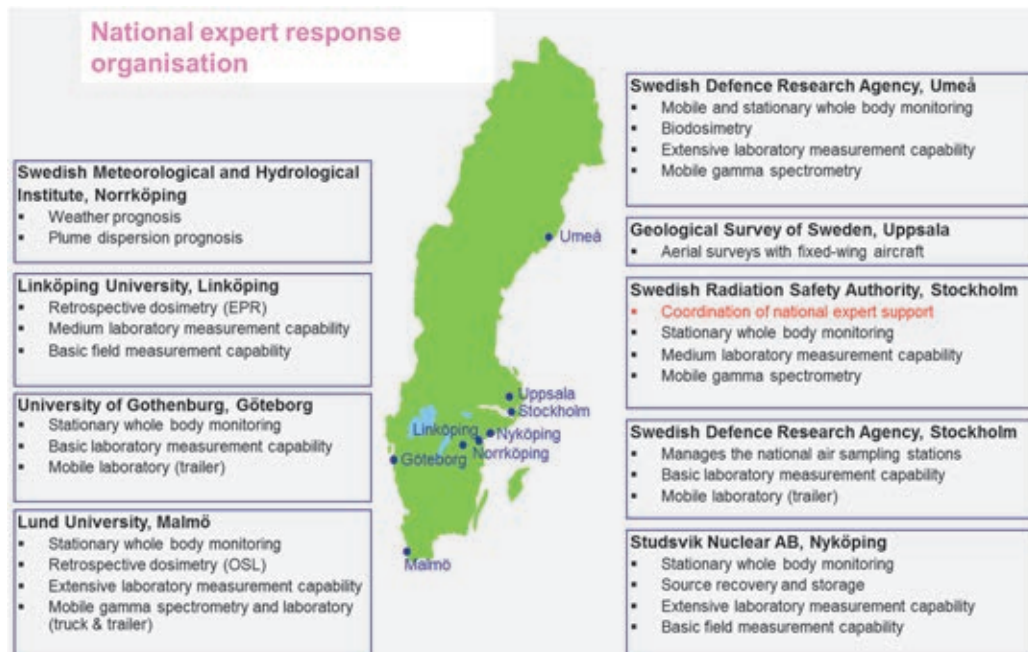 National expert response
organisation
Swedish Meteorological and Hydrological
Institute, Norrköping
▪ Weather prognosis
▪ Plume dispersion prognosis
Linköping University, Linköping
▪ Retrospective dosimetry (EPR)
▪ Medium laboratory measurement capability
▪ Basic field measurement capability
University of Gothenburg, Göteborg
▪ Stationary whole body monitoring
▪ Basic laboratory measurement capability
▪ Mobile laboratory (trailer)
Lund University, Malmö
▪ Stationary whole body monitoring
▪ Retrospective dosimetry (OSL)
▪ Extensive laboratory measurement capability
▪ Mobile gamma spectrometry and laboratory
(truck & trailer)
Umeå
Uppsala
Stockholm
Linköping
Nyköping
Norrköping
Göteborg
Malmö
Swedish Defence Research Agency, Umeå
▪ Mobile and stationary whole body monitoring
▪ Biodosimetry
▪ Extensive laboratory measurement capability
▪ Mobile gamma spectrometry
Geological Survey of Sweden, Uppsala
▪ Aerial surveys with fixed-wing aircraft
Swedish Radiation Safety Authority, Stockholm
▪ Coordination of national expert support
▪ Stationary whole body monitoring
▪ Medium laboratory measurement capability
▪ Mobile gamma spectrometry
Swedish Defence Research Agency, Stockholm
▪ Manages the national air sampling stations
▪ Basic laboratory measurement capability
▪ Mobile laboratory (trailer)
Studsvik Nuclear AB, Nyköping
▪ Stationary whole body monitoring
▪ Source recovery and storage
▪ Extensive laboratory measurement capability
▪ Basic field measurement capability